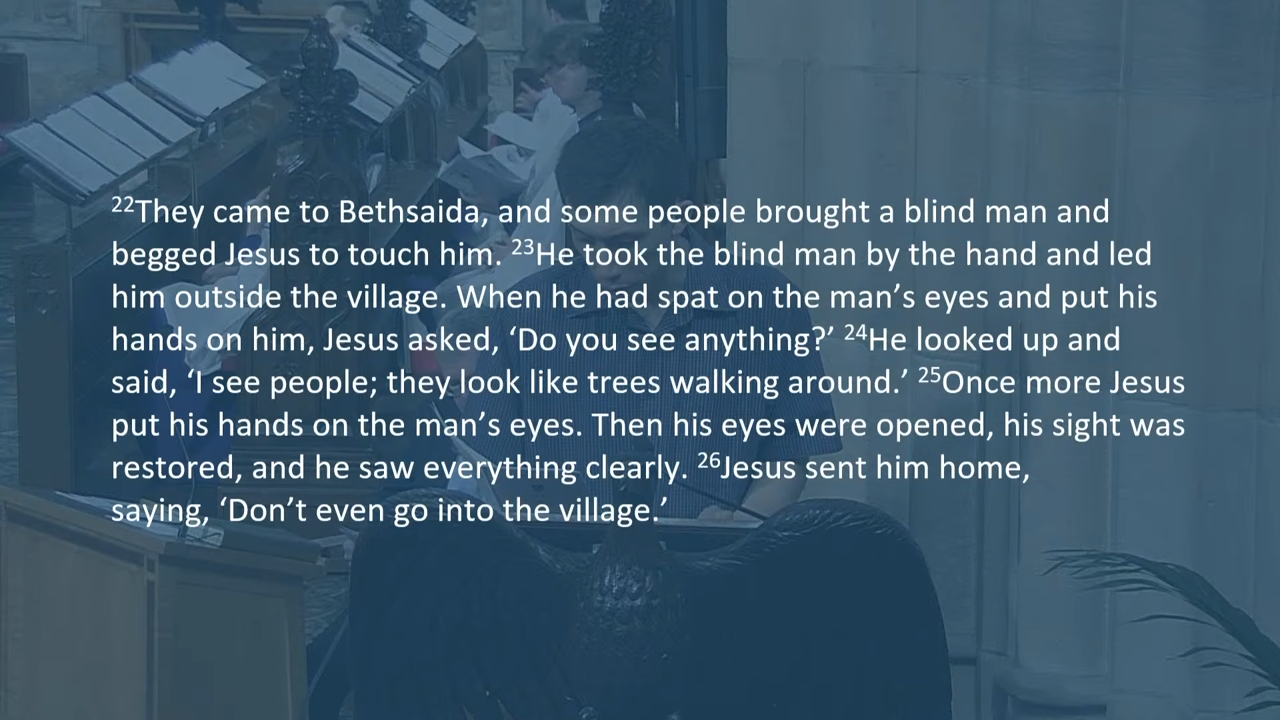 ²²They came to Bethsaida, and some people brought a blind man and
begged Jesus to touch him. ²³He took the blind man by the hand and led
him outside the village. When he had spat on the man’s eyes and put his
hands on him, Jesus asked, ‘Do you see anything?’ ²⁴He looked up and
said, ‘I see people; they look like trees walking around.’ ²⁵Once more Jesus
put his hands on the man’s eyes. Then his eyes were opened, his sight was
restored, and he saw everything clearly. ²⁶Jesus sent him home,
saying, ‘Don’t even go into the village.’